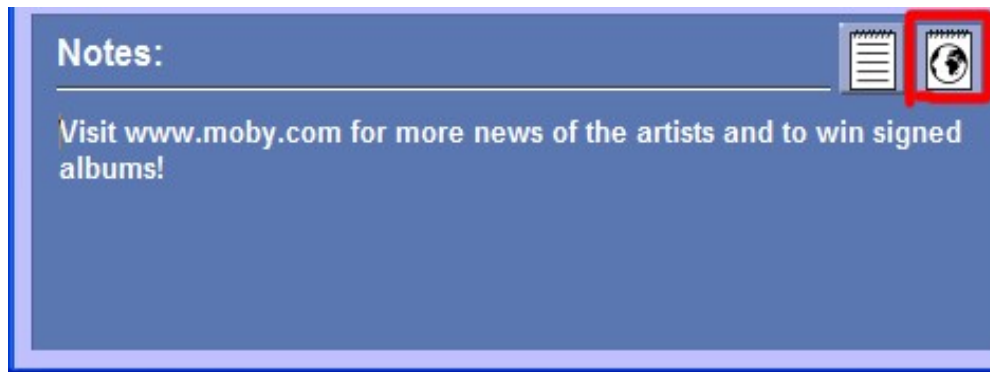 Notes:
Visit www.moby.com for more news of the artists and to win signed
albums!